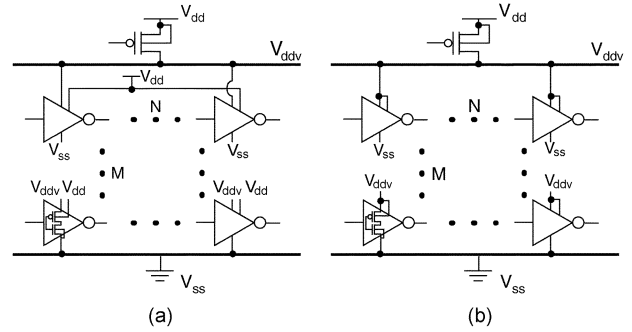 Vdd Vdd
Vddv Vddv
Vdd
N N
Vss Vss Vss Vss
M M
Vddv Vdd Vddv Vdd Vddv Vddv
Vss Vss
(a) (b)